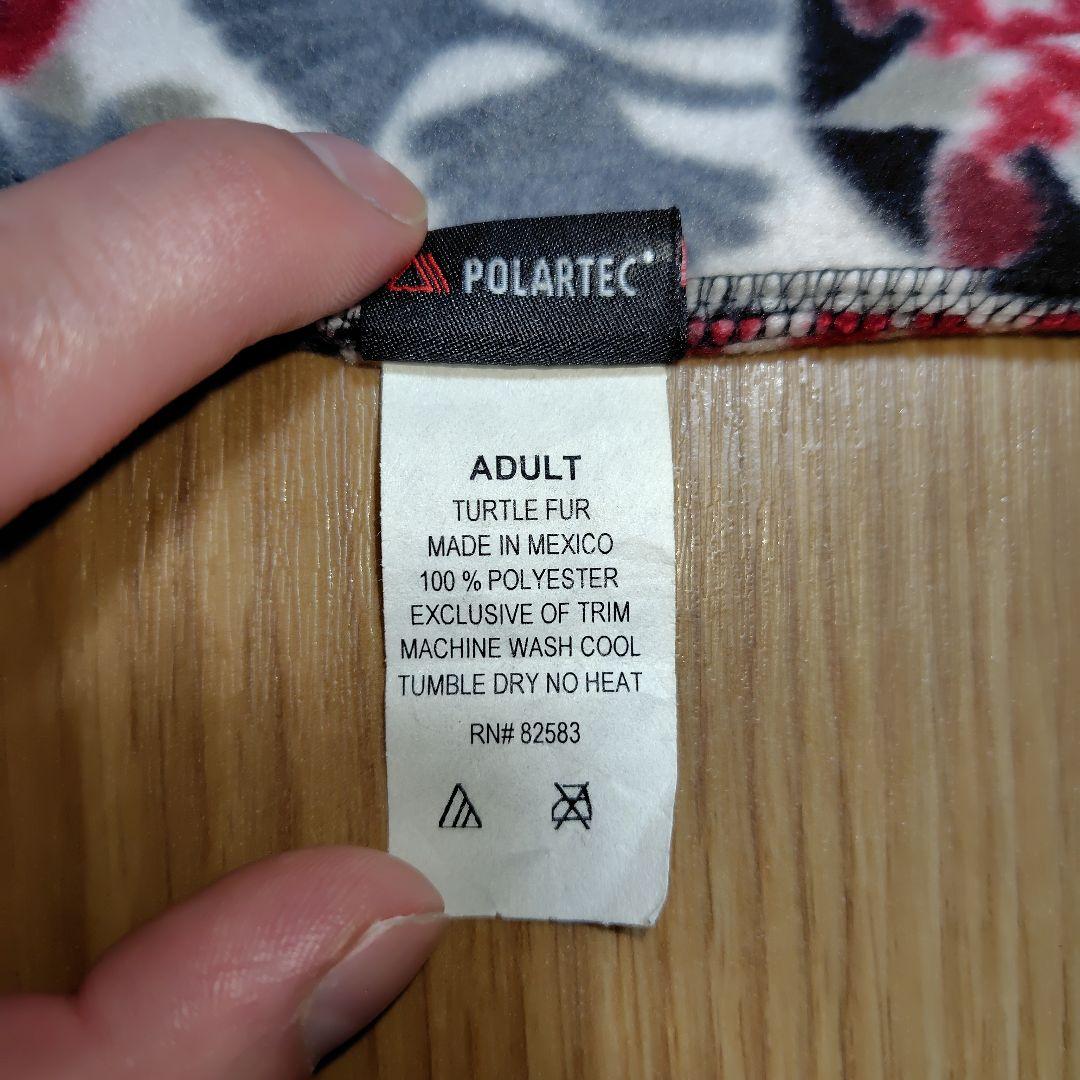 POLARTEC
ADULT
TURTLE FUR
MADE IN MEXICO
100 % POLYESTER
EXCLUSIVE OF TRIM
MACHINE WASH COOL
TUMBLE DRY NO HEAT
RN# 82583